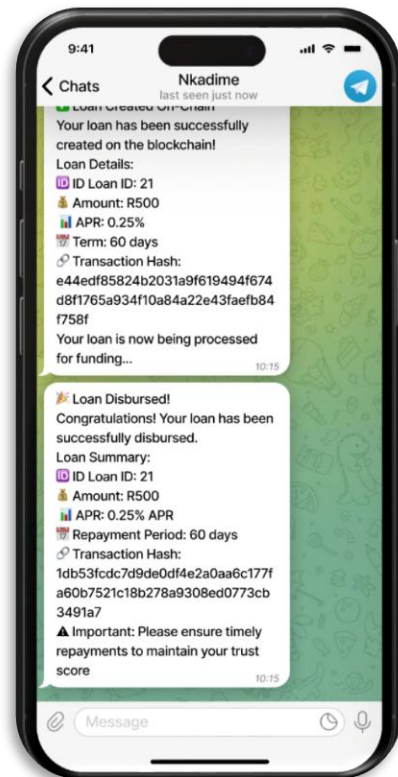 9:41
Chats
Nkadime
last seen just now
Loan Created On-Chain
Your loan has been successfully
created on the blockchain!
Loan Details:
🆔 ID Loan ID: 21
💰 Amount: R500
📊 APR: 0.25%
📅 Term: 60 days
🔗 Transaction Hash:
e44edf85824b2031a9f619494f674
d8f1765a934f10a84a22e43faefb84
f758f
Your loan is now being processed
for funding...
10:15
🎉 Loan Disbursed!
Congratulations! Your loan has been
successfully disbursed.
Loan Summary:
🆔 ID Loan ID: 21
💰 Amount: R500
📊 APR: 0.25% APR
📅 Repayment Period: 60 days
🔗 Transaction Hash:
1db53fcdc7d9de0df4e2a0aa6c177f
a60b7521c18b278a9308ed0773cb
3491a7
⚠ Important: Please ensure timely
repayments to maintain your trust
score
10:15
Message